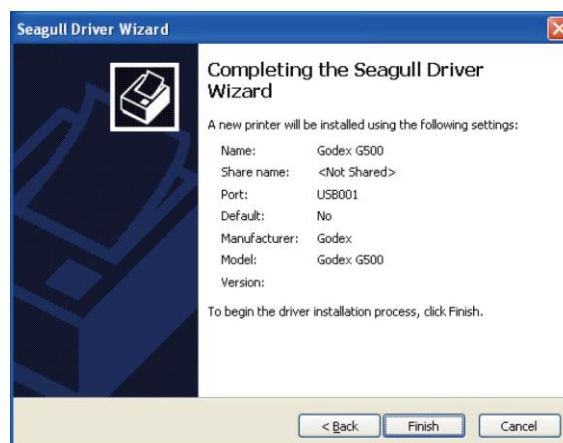 Seagull Driver Wizard
Completing the Seagull Driver
Wizard
A new printer will be installed using the following settings:
Name: Godex G500
Share name: <Not Shared>
Port: USB001
Default: No
Manufacturer: Godex
Model: Godex G500
Version:
To begin the driver installation process, click Finish.
< Back Finish Cancel